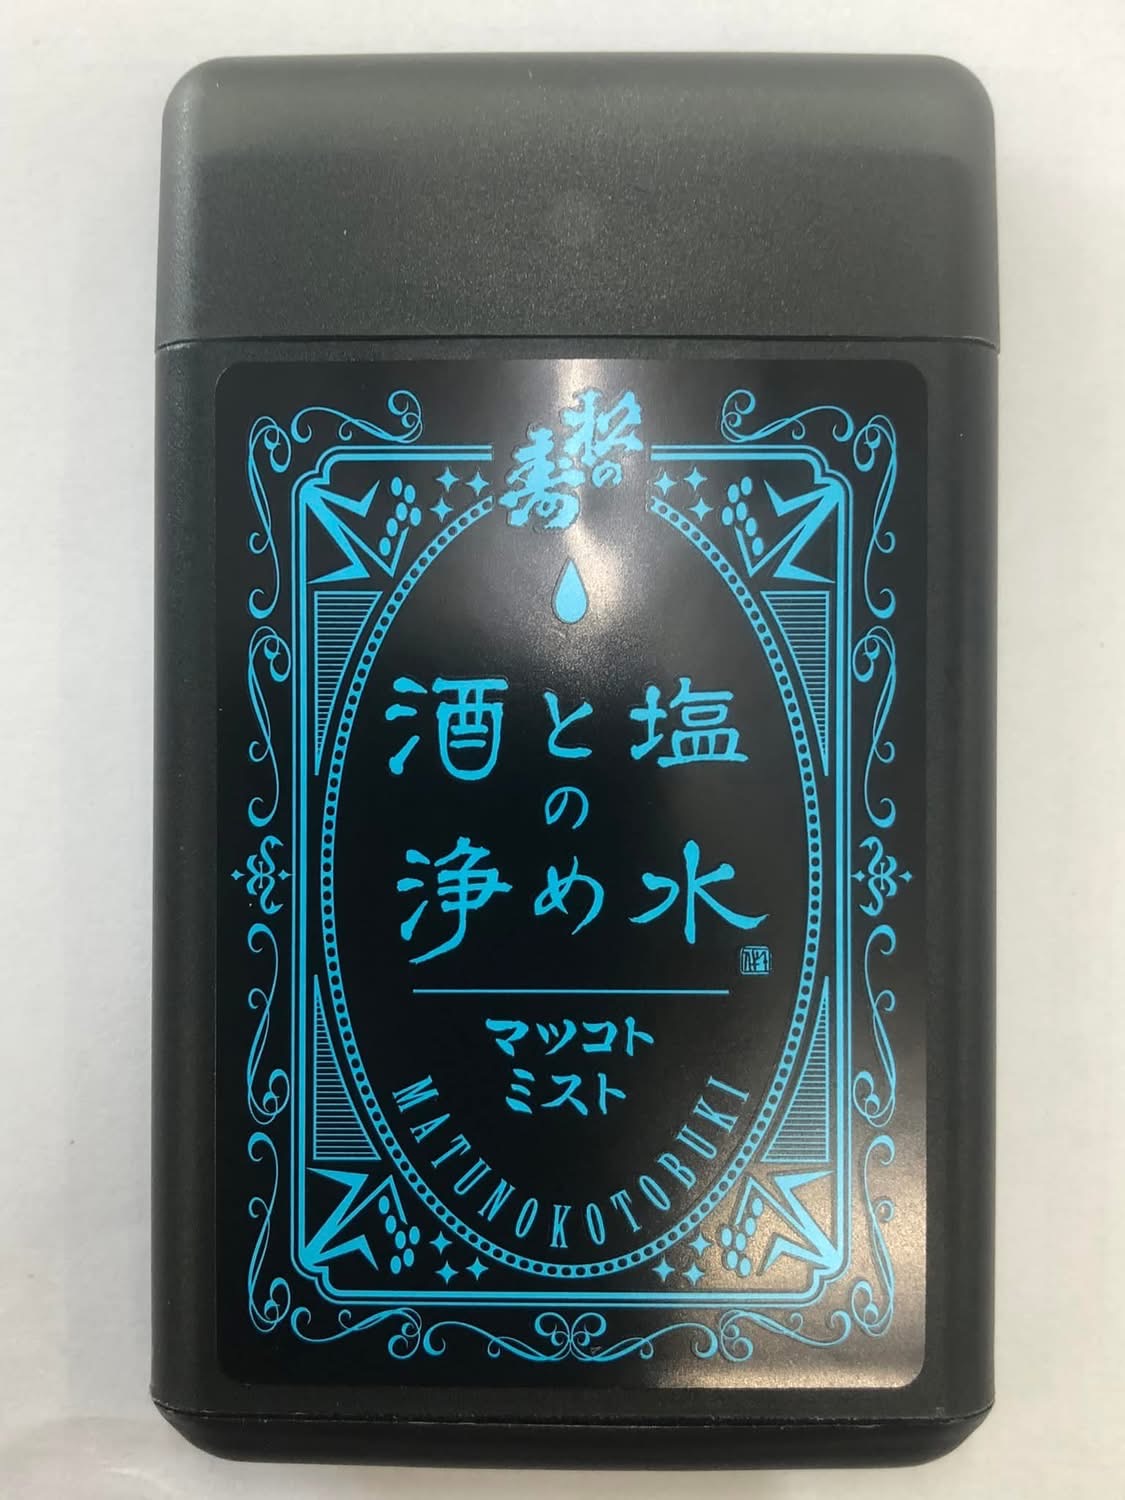 松の
寿
塩水
とのめ
酒浄
マツコト
ミスト
MATUNOKOTOBUKI